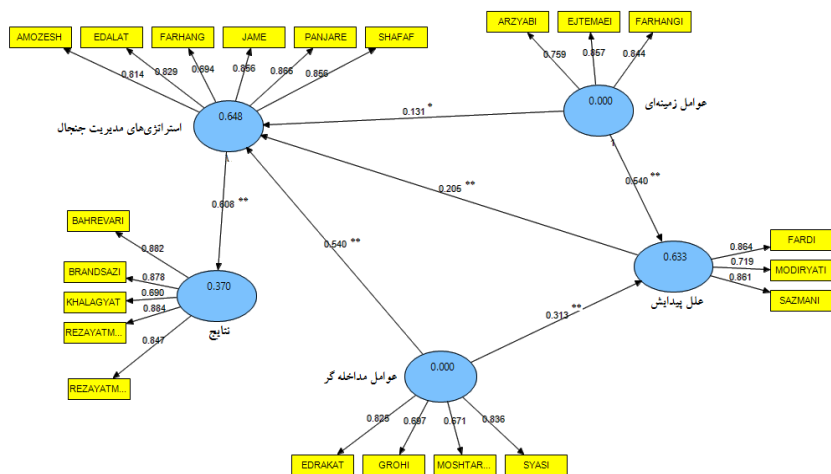 AMOZESH
EDALAT
FARHANG
JAME
PANJARE
SHAFAF
ARZYABI
EJTEMAEI
FARHANGI
0.814
0.829
0.694
0.856
0.866
0.856
0.759
0.857
0.844
0.648
استراتژی‌های مدیریت جنجال
0.000
عوامل زمینه‌ای
0.131 *
0.205 **
0.540 **
0.608 **
0.540 **
0.313 **
BAHREVARI
BRANDSAZI
KHALAGYAT
REZAYATM...
REZAYATM...
0.882
0.878
0.690
0.884
0.847
0.370
نتایج
0.633
علل پیدایش
0.864
0.719
0.861
FARDI
MODIRYATI
SAZMANI
0.000
عوامل مداخله گر
0.825
0.697
0.671
0.836
EDRAKAT
GROHI
MOSHTAR...
SYASI